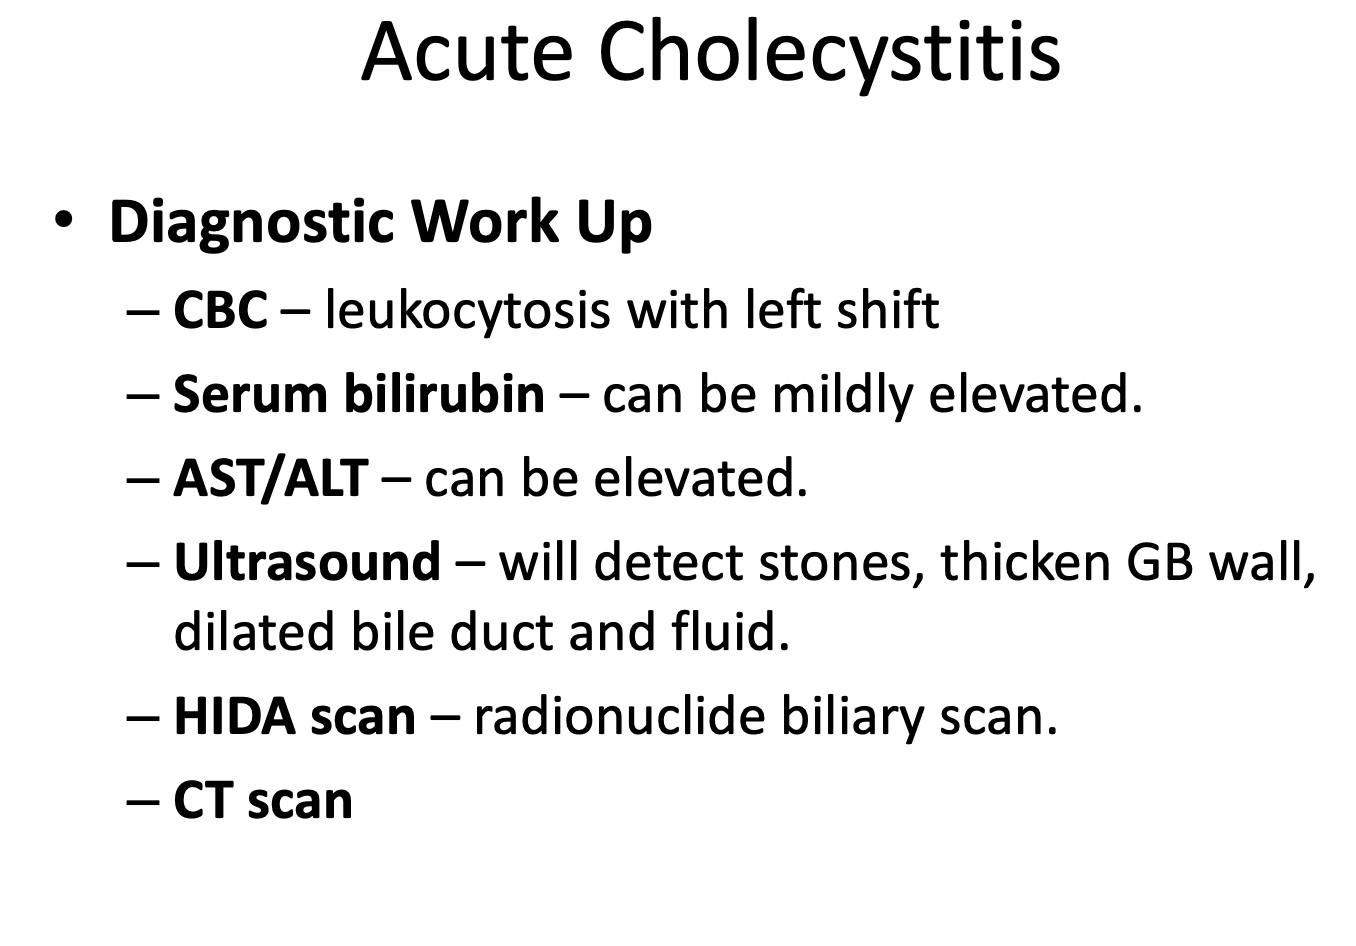 Acute Cholecystitis
• Diagnostic Work Up
– CBC – leukocytosis with left shift
– Serum bilirubin – can be mildly elevated.
– AST/ALT – can be elevated.
– Ultrasound – will detect stones, thicken GB wall,
dilated bile duct and fluid.
– HIDA scan – radionuclide biliary scan.
– CT scan